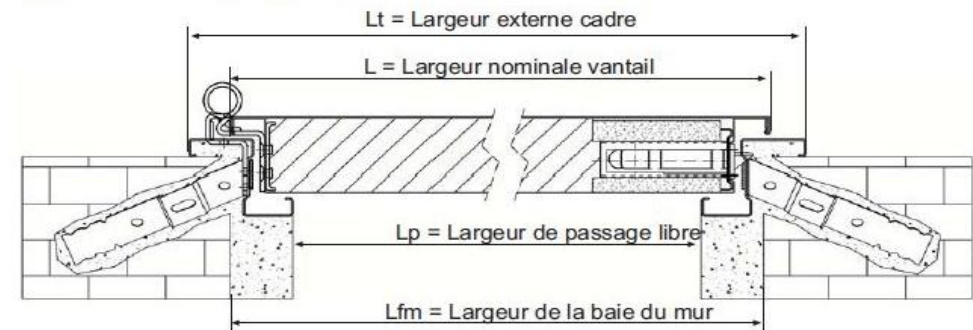 Lt = Largeur externe cadre
L = Largeur nominale vantail
Lp = Largeur de passage libre
Lfm = Largeur de la baie du mur